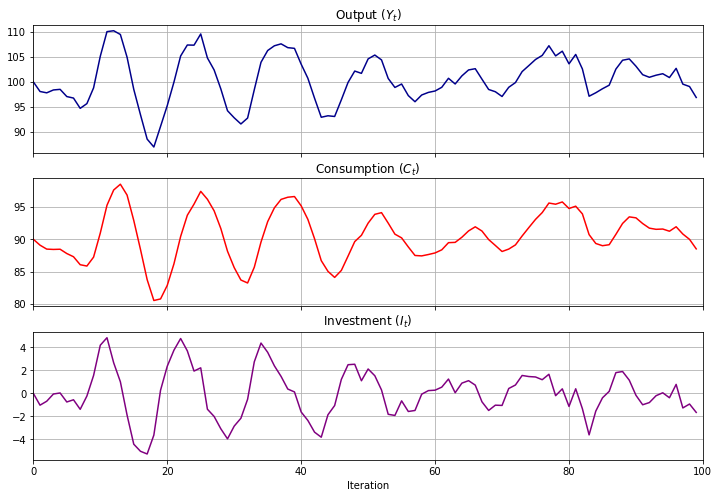 Output (Y_t)
110
105
100
95
90
Consumption (C_t)
95
90
85
80
Investment (I_t)
4
2
0
−2
−4
0 20 40 60 80 100
Iteration